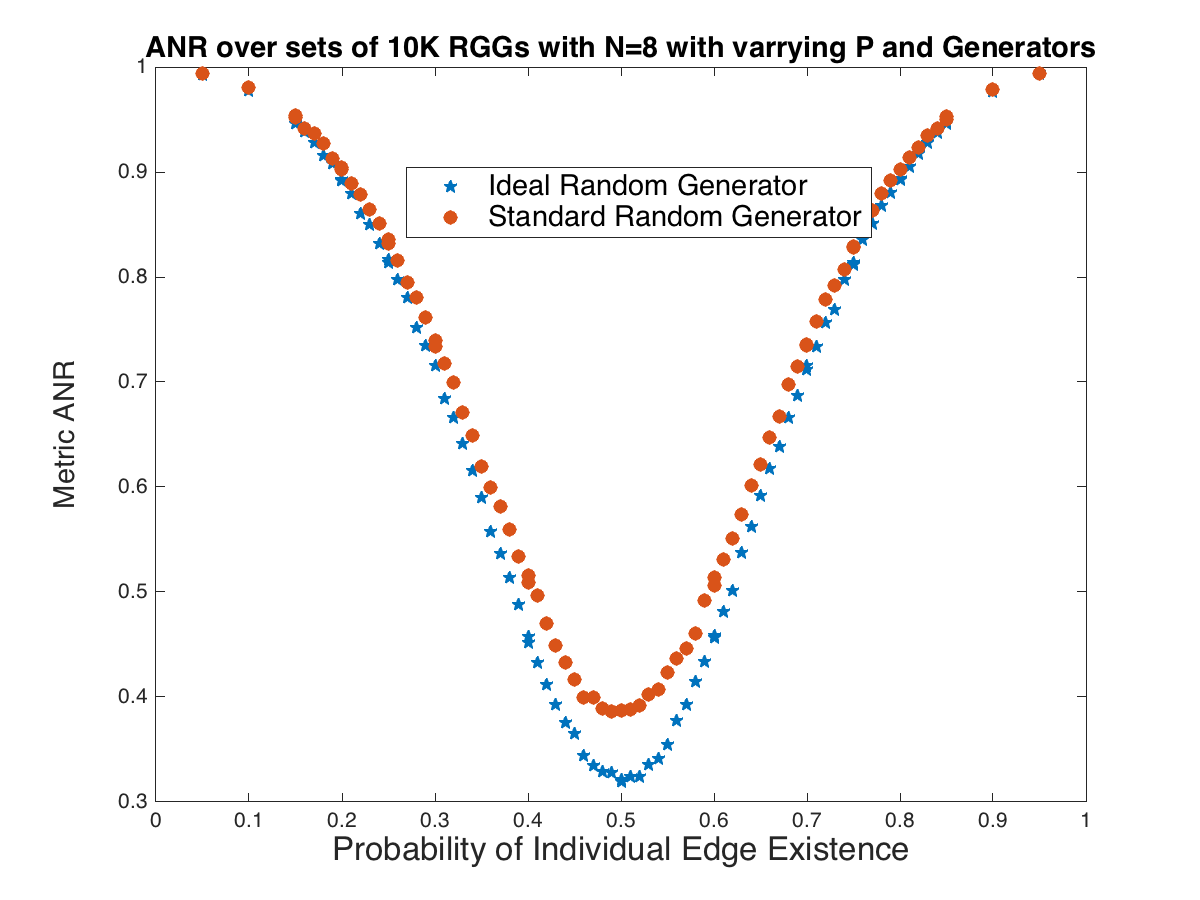 ANR over sets of 10K RGGs with N=8 with varrying P and Generators
1
0.9
0.8
0.7
0.6
0.5
0.4
0.3
Metric ANR
Ideal Random Generator
Standard Random Generator
0 0.1 0.2 0.3 0.4 0.5 0.6 0.7 0.8 0.9 1
Probability of Individual Edge Existence